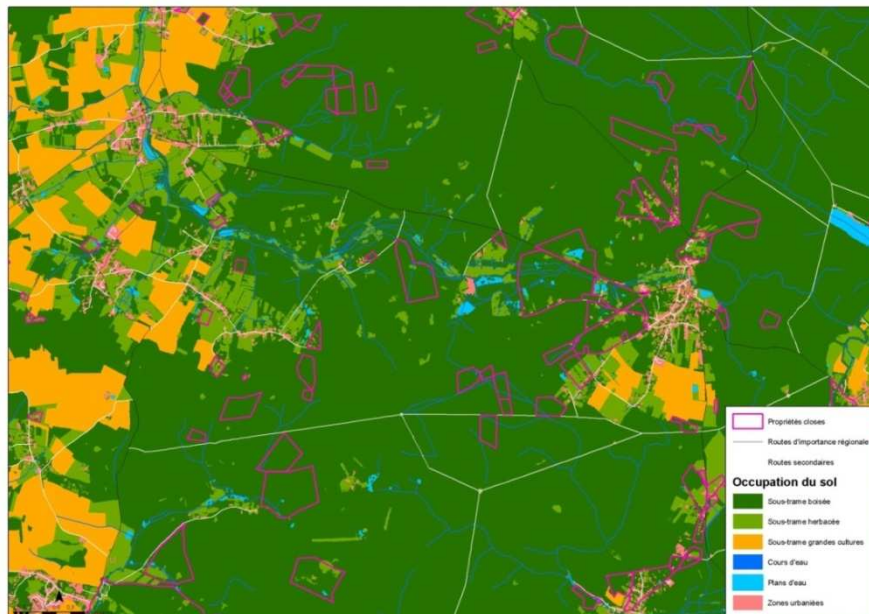 Propriétés closes
Routes d'importance régionale
Routes secondaires
Occupation du sol
Sous-trame boisée
Sous-trame herbacée
Sous-trame grandes cultures
Cours d'eau
Plans d'eau
Zones urbaniées